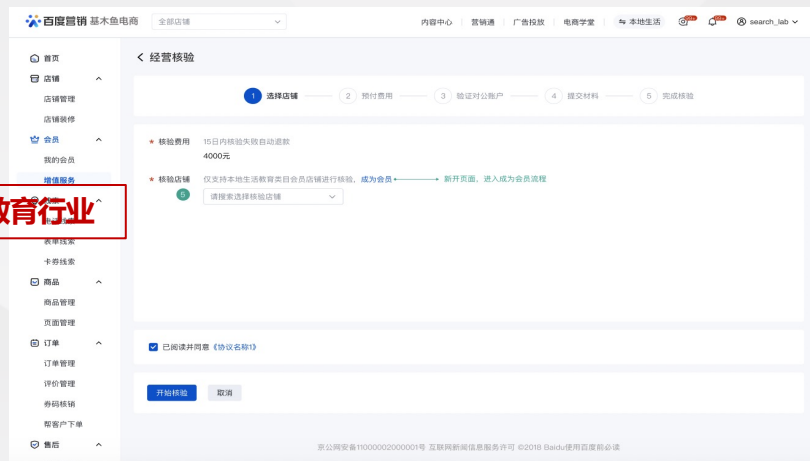 百度营销 基木鱼电商
全部店铺
内容中心 营销通 广告投放 电商学堂 本地生活 search_lab
首页
店铺
店铺管理
店铺装修
会员
我的会员
增值服务
教育行业
表单线索
卡券线索
商品
商品管理
页面管理
订单
订单管理
评价管理
券码核销
帮客户下单
售后
经营核验
1 选择店铺 2 预付费用 3 验证对公账户 4 提交材料 5 完成核验
* 核验费用 15日内核验失败自动退款
4000元
* 核验店铺 仅支持本地生活教育类目会员店铺进行核验，成为会员 新开页面，进入成为会员流程
5 请搜索选择核验店铺
已阅读并同意《协议名称1》
开始核验 取消
京公网安备11000002000001号 互联网新闻信息服务许可 ©2018 Baidu使用百度前必读